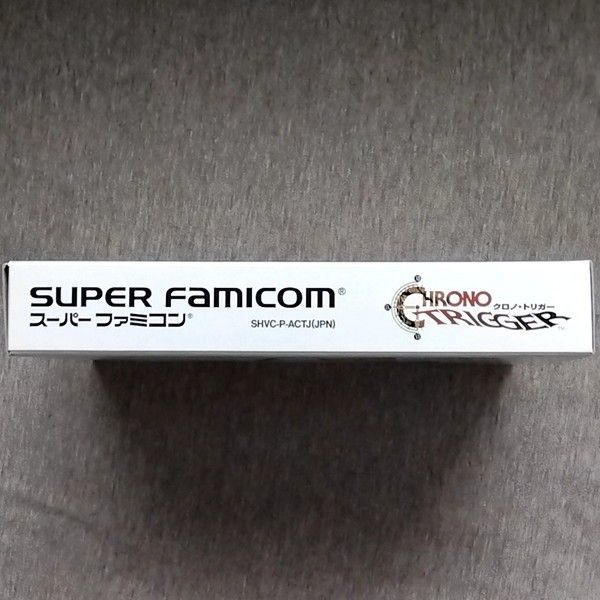 SUPER FAMICOM®
スーパーファミコン®
SHVC-P-ACTJ(JPN)
CHRONO
クロノ・トリガー
TRIGGER™